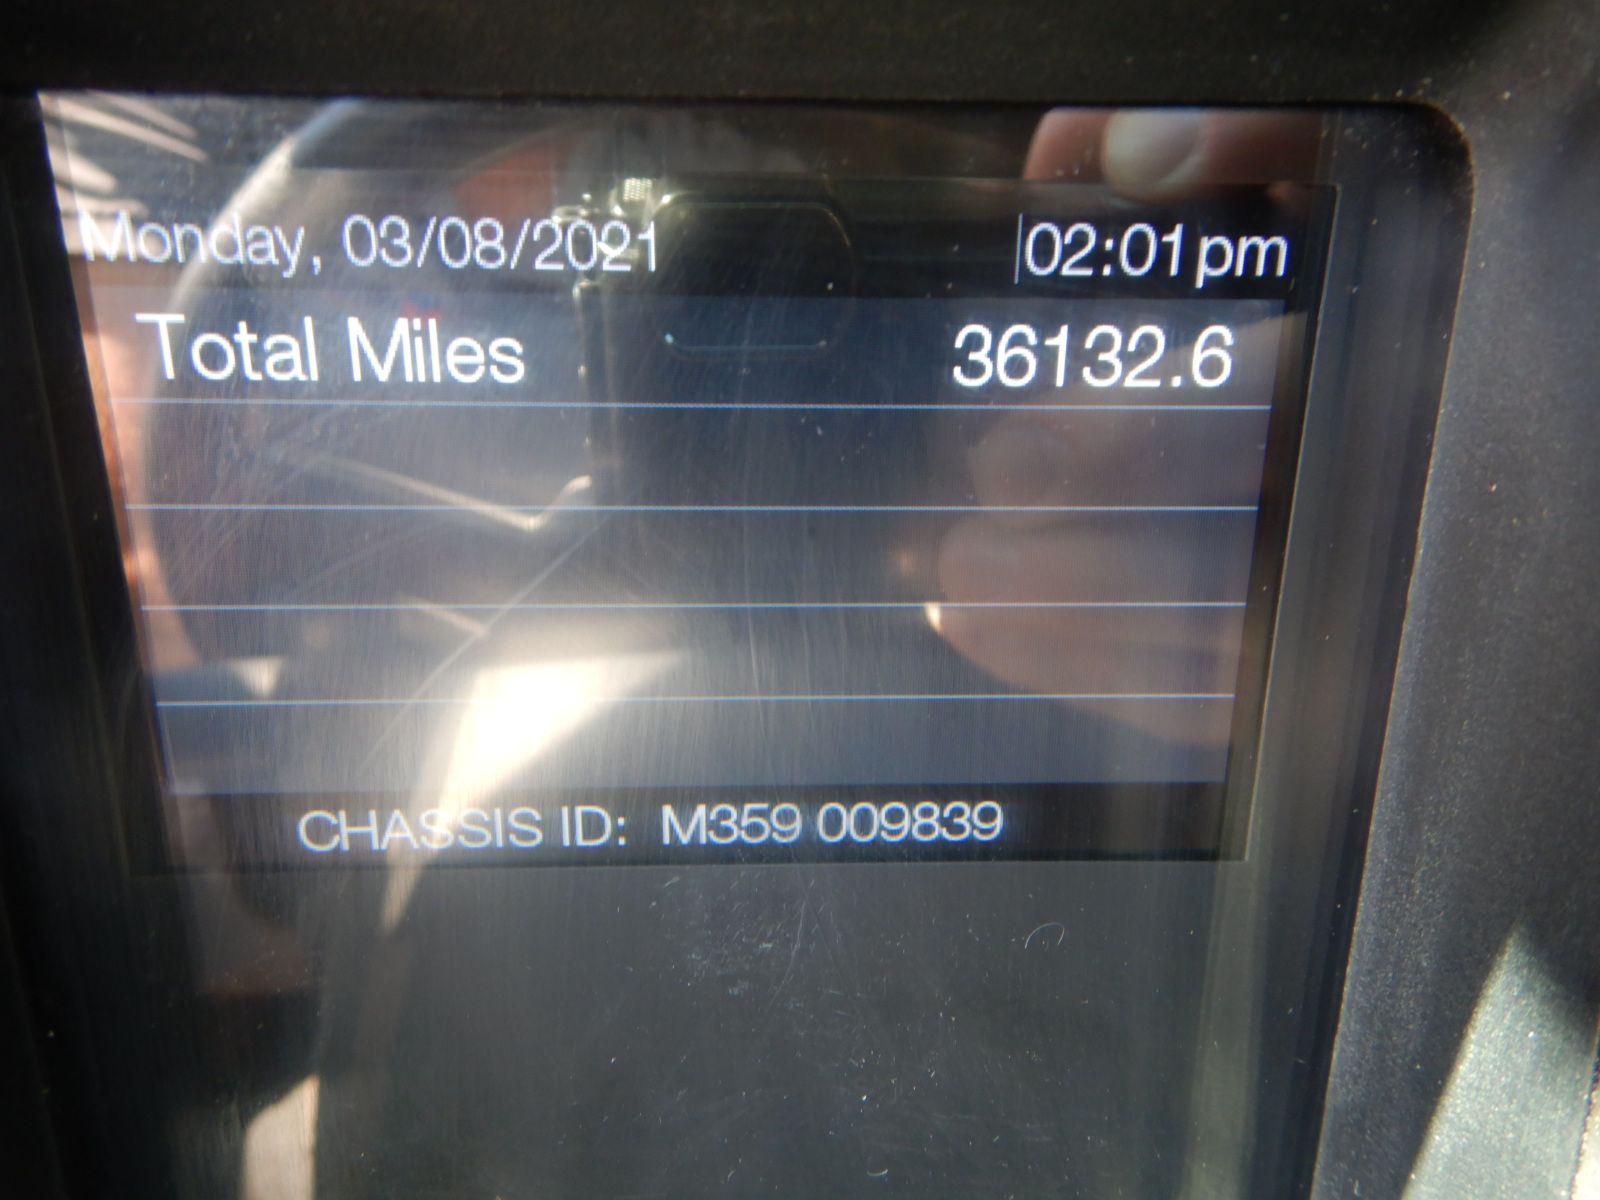 Monday, 03/08/2021 02:01pm
Total Miles 36132.6
CHASSIS ID: M359 009839